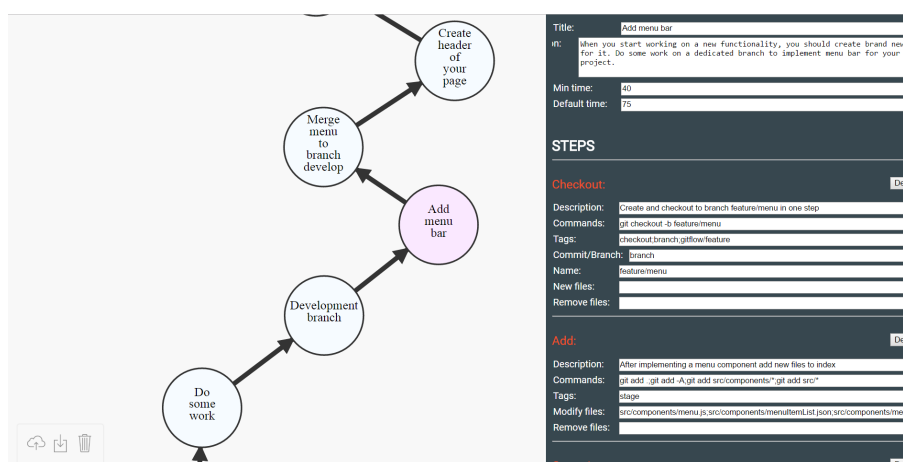 Create
header
of
your
page
Merge
menu
to
branch
develop
Add
menu
bar
Development
branch
Do
some
work
Title: Add menu bar
on: When you start working on a new functionality, you should create brand new
for it. Do some work on a dedicated branch to implement menu bar for your
project.
Min time: 40
Default time: 75
STEPS
Checkout: De
Description: Create and checkout to branch feature/menu in one step
Commands: git checkout -b feature/menu
Tags: checkout;branch;gitflow/feature
Commit/Branch: branch
Name: feature/menu
New files:
Remove files:
Add: De
Description: After implementing a menu component add new files to index
Commands: git add .;git add -A;git add src/components/*;git add src/*
Tags: stage
Modify files: src/components/menu.js;src/components/menuItemList.json;src/components/me
Remove files: